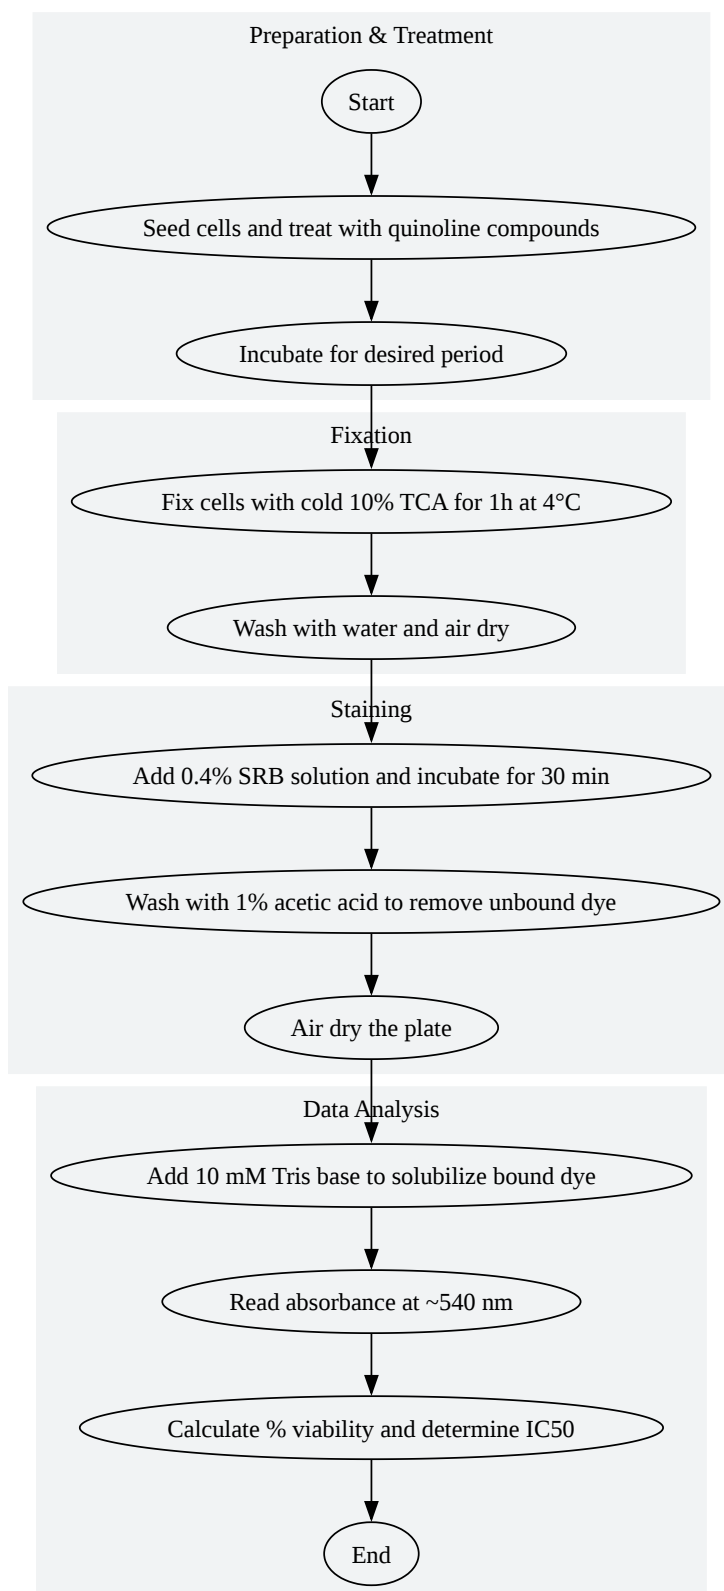 Preparation & Treatment
Start
Seed cells and treat with quinoline compounds
Incubate for desired period
Fixation
Fix cells with cold 10% TCA for 1h at 4°C
Wash with water and air dry
Staining
Add 0.4% SRB solution and incubate for 30 min
Wash with 1% acetic acid to remove unbound dye
Air dry the plate
Data Analysis
Add 10 mM Tris base to solubilize bound dye
Read absorbance at ~540 nm
Calculate % viability and determine IC50
End